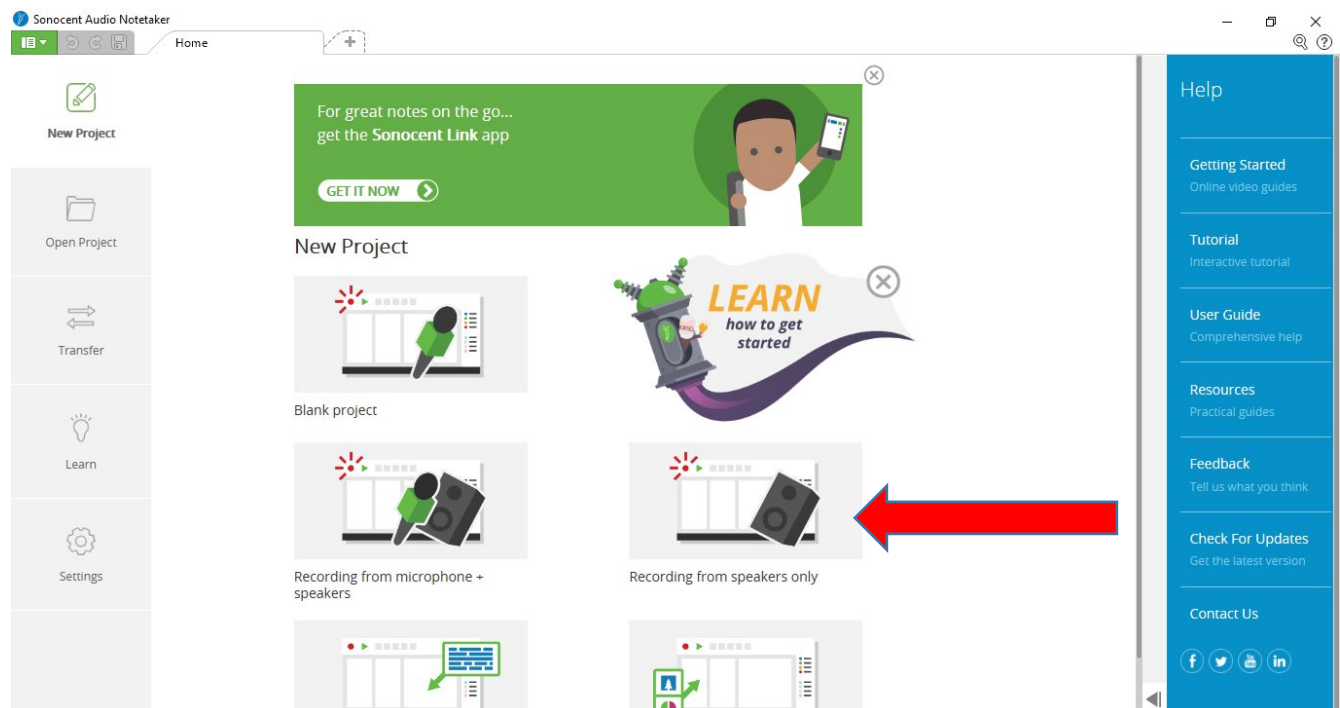 Sonocent Audio Notetaker
Home
New Project
Open Project
Transfer
Learn
Settings
For great notes on the go...
get the Sonocent Link app
GET IT NOW
New Project
LEARN
how to get
started
Blank project
Recording from microphone +
speakers
Recording from speakers only
Help
Getting Started
Online video guides
Tutorial
Interactive tutorial
User Guide
Comprehensive help
Resources
Practical guides
Feedback
Tell us what you think
Check For Updates
Get the latest version
Contact Us